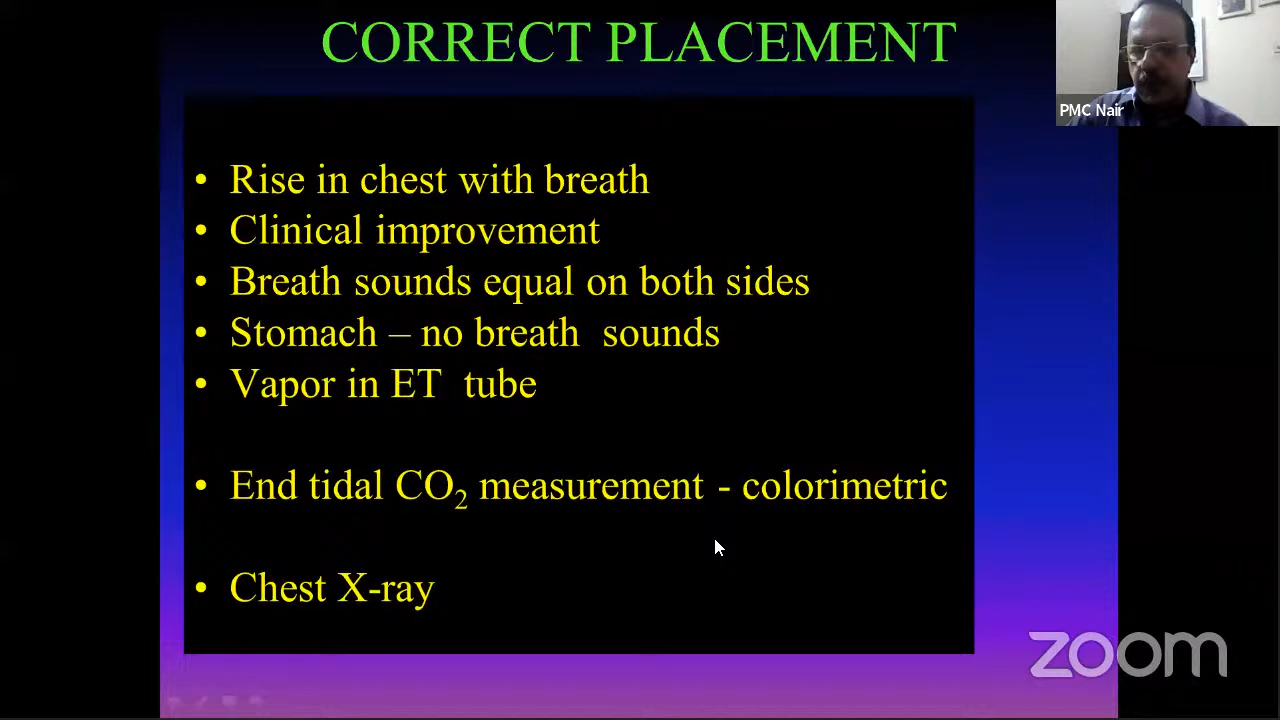 CORRECT PLACEMENT
PMC Nair
• Rise in chest with breath
• Clinical improvement
• Breath sounds equal on both sides
• Stomach – no breath sounds
• Vapor in ET tube
• End tidal CO₂ measurement - colorimetric
• Chest X-ray
zoom